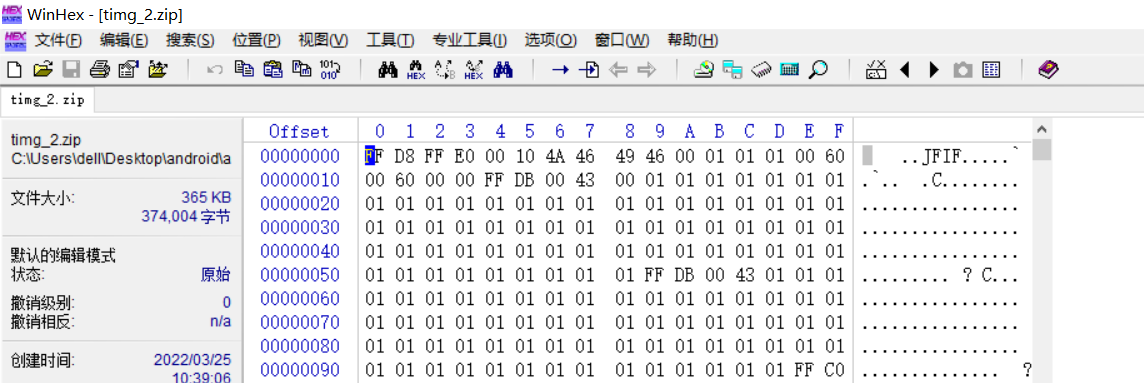 WinHex - [timg_2.zip]
文件(F) 编辑(E) 搜索(S) 位置(P) 视图(V) 工具(T) 专业工具(I) 选项(O) 窗口(W) 帮助(H)
timg_2.zip
timg_2.zip
C:\Users\dell\Desktop\android\a
文件大小: 365 KB
374,004 字节
默认的编辑模式
状态: 原始
撤销级别: 0
撤销相反: n/a
创建时间: 2022/03/25
10:39:06
Offset 0 1 2 3 4 5 6 7 8 9 A B C D E F
00000000 FF D8 FF E0 00 10 4A 46 49 46 00 01 01 01 00 60 ..JFIF.....`
00000010 00 60 00 00 FF DB 00 43 00 01 01 01 01 01 01 01 .`.. .C........
00000020 01 01 01 01 01 01 01 01 01 01 01 01 01 01 01 01 ................
00000030 01 01 01 01 01 01 01 01 01 01 01 01 01 01 01 01 ................
00000040 01 01 01 01 01 01 01 01 01 01 01 01 01 01 01 01 ................
00000050 01 01 01 01 01 01 01 01 01 FF DB 00 43 01 01 01 ......... ? C...
00000060 01 01 01 01 01 01 01 01 01 01 01 01 01 01 01 01 ................
00000070 01 01 01 01 01 01 01 01 01 01 01 01 01 01 01 01 ................
00000080 01 01 01 01 01 01 01 01 01 01 01 01 01 01 01 01 ................
00000090 01 01 01 01 01 01 01 01 01 01 01 01 01 01 FF C0 .............. ?